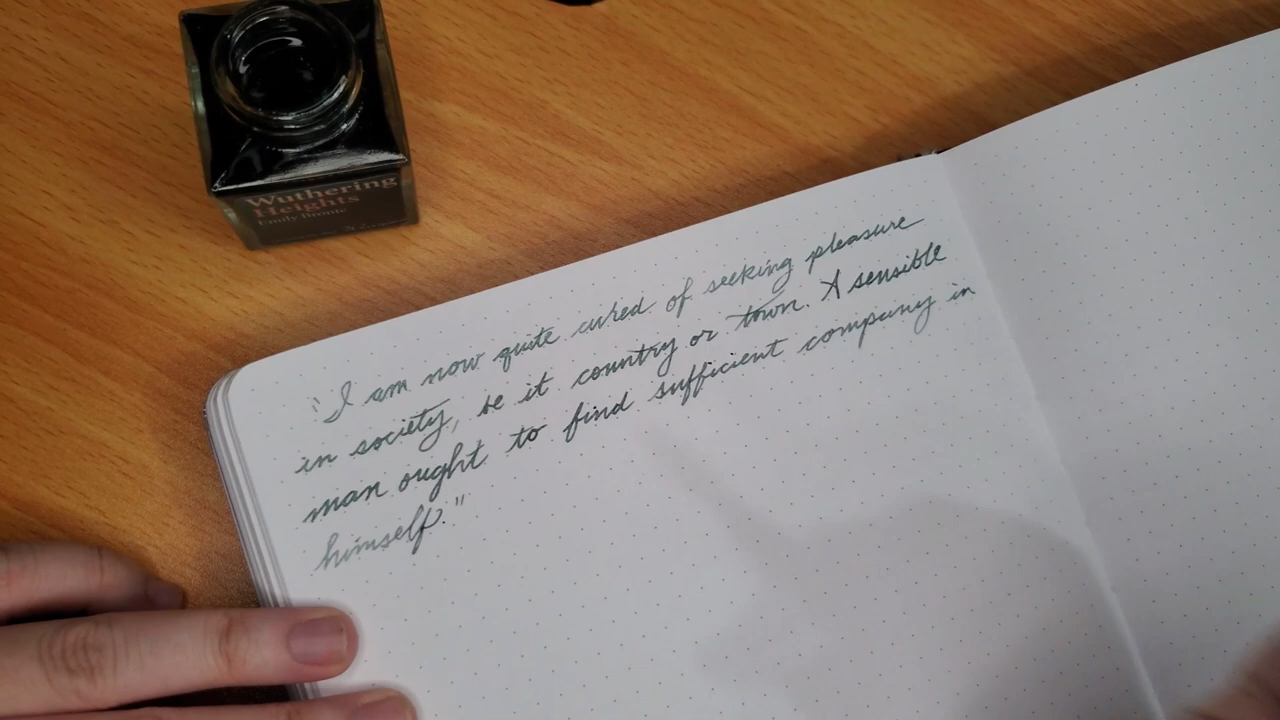 Wuthering
Heights
Emily Brontë
"I am now quite cured of seeking pleasure
in society, be it country or town. A sensible
man ought to find sufficient company in
himself."